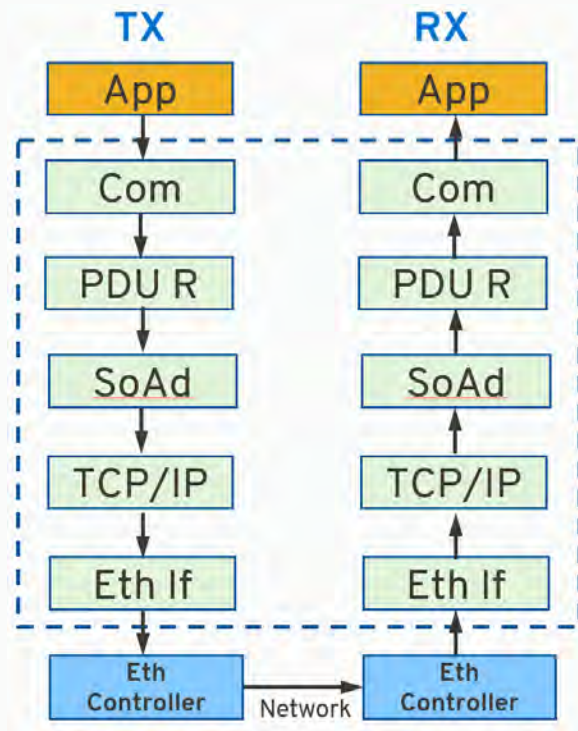 TX
RX
App
App
Com
Com
PDU R
PDU R
SoAd
SoAd
TCP/IP
TCP/IP
Eth If
Eth If
Eth
Controller
Network
Eth
Controller